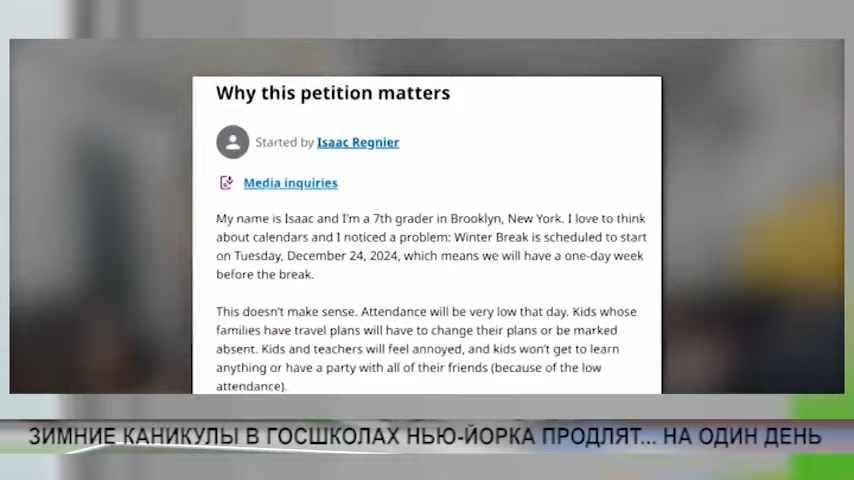 Why this petition matters
Started by Isaac Regnier
Media inquiries
My name is Isaac and I'm a 7th grader in Brooklyn, New York. I love to think
about calendars and I noticed a problem: Winter Break is scheduled to start
on Tuesday, December 24, 2024, which means we will have a one-day week
before the break.
This doesn't make sense. Attendance will be very low that day. Kids whose
families have travel plans will have to change their plans or be marked
absent. Kids and teachers will feel annoyed, and kids won't get to learn
anything or have a party with all of their friends (because of the low
attendance).
ЗИМНИЕ КАНИКУЛЫ В ГОСШКОЛАХ НЬЮ-ЙОРКА ПРОДЛЯТ... НА ОДИН ДЕНЬ